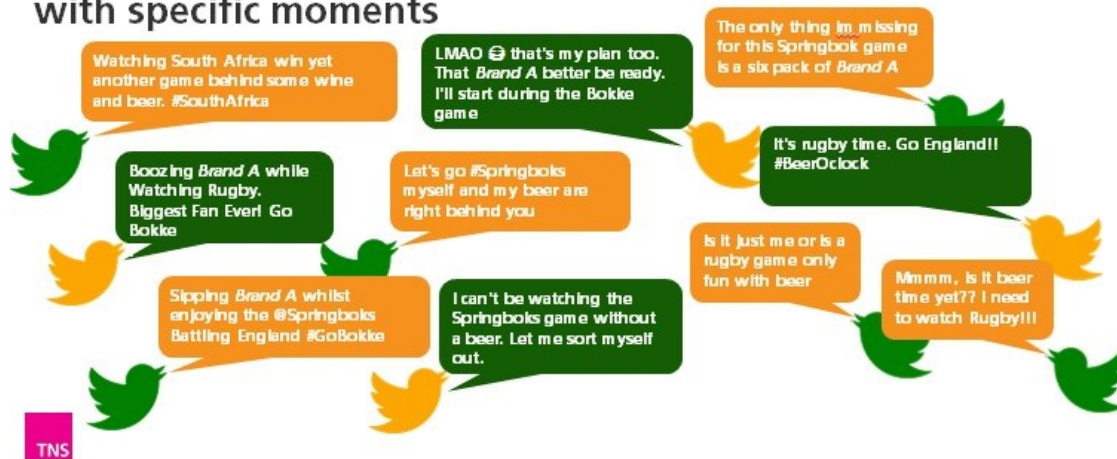 with specific moments
Watching South Africa win yet
another game behind some wine
and beer. #SouthAfrica
LMAO 😂 that's my plan too.
That Brand A better be ready.
I'll start during the Bokke
game
The only thing im missing
for this Springbok game
is a six pack of Brand A
Boozing Brand A while
Watching Rugby.
Biggest Fan Ever! Go
Bokke
Let's go #Springboks
myself and my beer are
right behind you
It's rugby time. Go England!!
#BeerOclock
Is it just me or is a
rugby game only
fun with beer
Mmmm, is it beer
time yet?? I need
to watch Rugby!!!
Sipping Brand A whilst
enjoying the @Springboks
Battling England #GoBokke
I can't be watching the
Springboks game without
a beer. Let me sort myself
out.
TNS